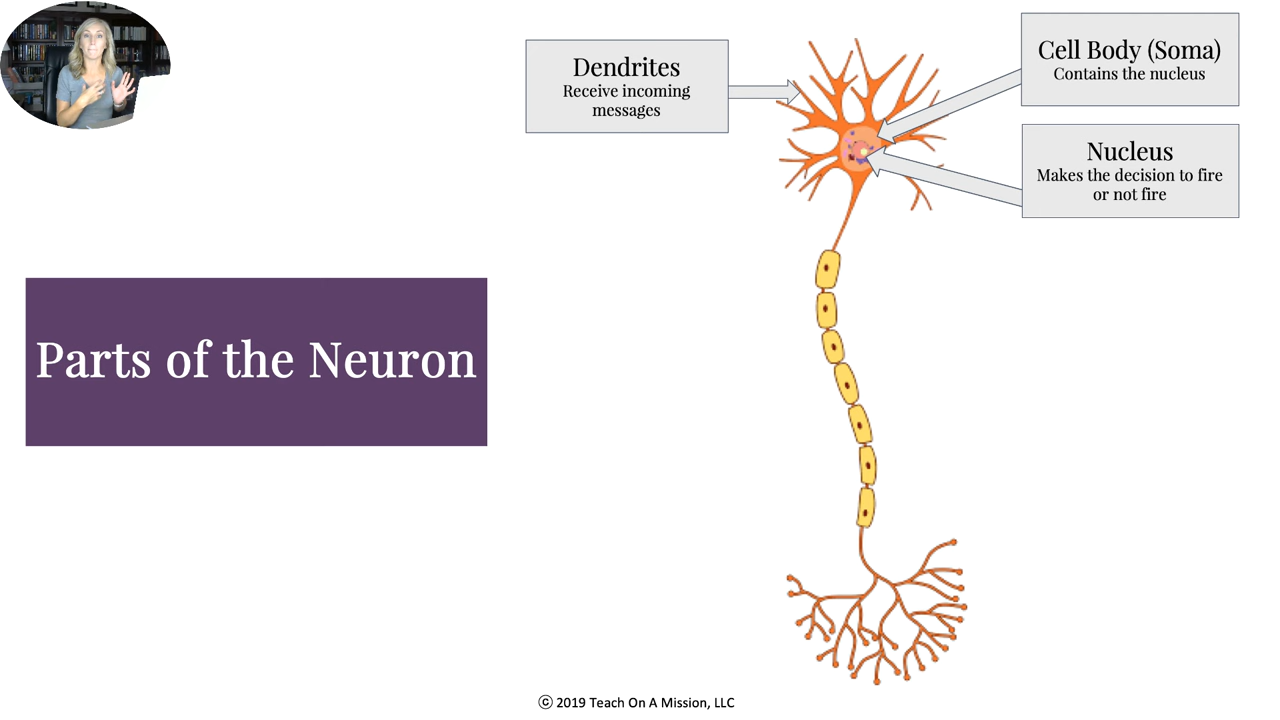 Dendrites
Receive incoming
messages
Cell Body (Soma)
Contains the nucleus
Nucleus
Makes the decision to fire
or not fire
Parts of the Neuron
ⓒ 2019 Teach On A Mission, LLC